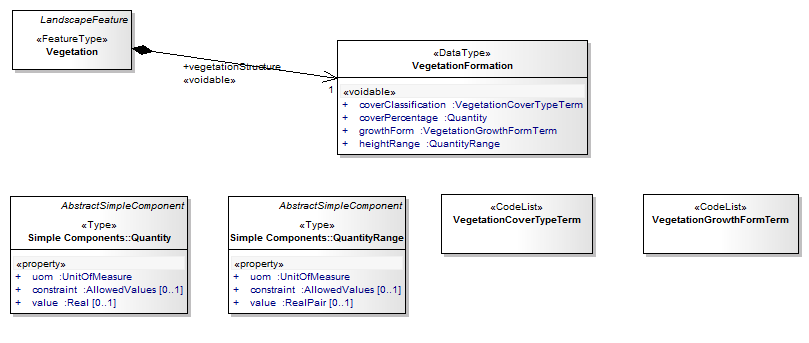 LandscapeFeature
«FeatureType»
Vegetation
+vegetationStructure
«voidable»
1
«DataType»
VegetationFormation
«voidable»
+ coverClassification :VegetationCoverTypeTerm
+ coverPercentage :Quantity
+ growthForm :VegetationGrowthFormTerm
+ heightRange :QuantityRange
AbstractSimpleComponent
«Type»
Simple Components::Quantity
«property»
+ uom :UnitOfMeasure
+ constraint :AllowedValues [0..1]
+ value :Real [0..1]
AbstractSimpleComponent
«Type»
Simple Components::QuantityRange
«property»
+ uom :UnitOfMeasure
+ constraint :AllowedValues [0..1]
+ value :RealPair [0..1]
«CodeList»
VegetationCoverTypeTerm
«CodeList»
VegetationGrowthFormTerm